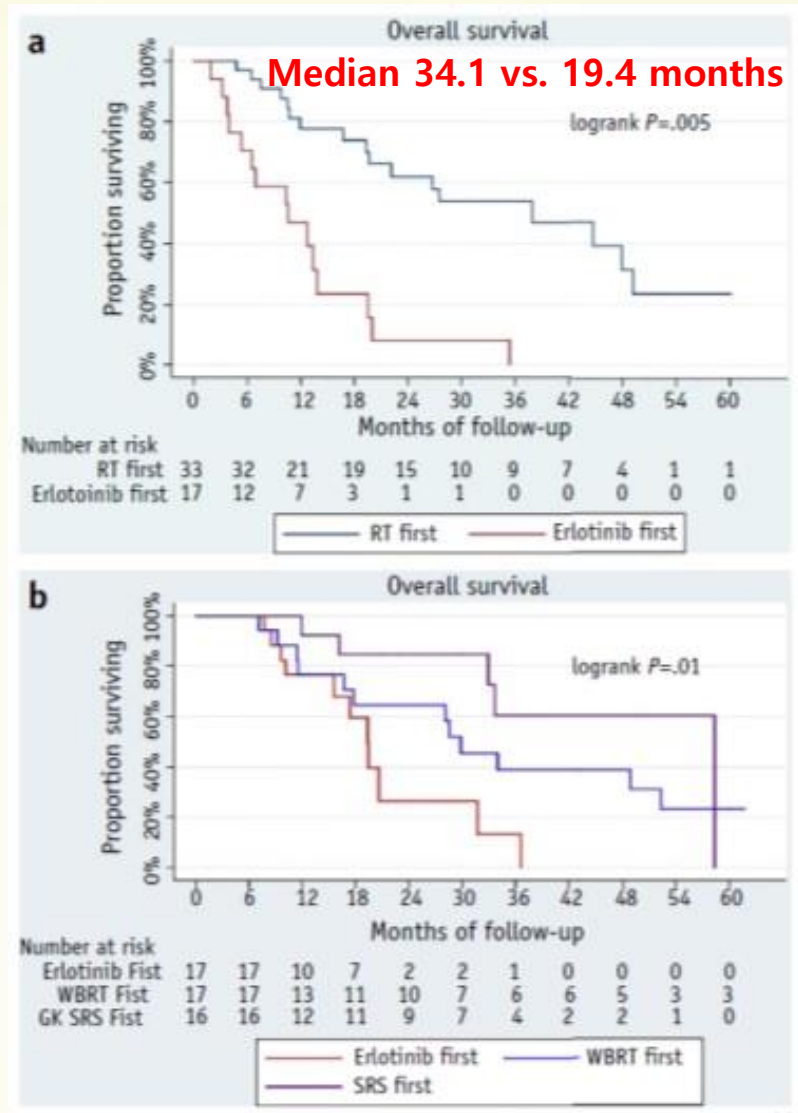 a
Overall survival
Median 34.1 vs. 19.4 months
logrank P=.005
Proportion surviving
100%
80%
60%
40%
20%
0%
0 6 12 18 24 30 36 42 48 54 60
Months of follow-up
Number at risk
RT first 33 32 21 19 15 10 9 7 4 1 1
Erlotoinib first 17 12 7 3 1 1 0 0 0 0 0
RT first Erlotinib first
b
Overall survival
logrank P=.01
Proportion surviving
100%
80%
60%
40%
20%
0%
0 6 12 18 24 30 36 42 48 54 60
Months of follow-up
Number at risk
Erlotinib Fist 17 17 10 7 2 2 1 0 0 0 0
WBRT Fist 17 17 13 11 10 7 6 6 5 3 3
GK SRS Fist 16 16 12 11 9 7 4 2 2 1 0
Erlotinib first WBRT first
SRS first